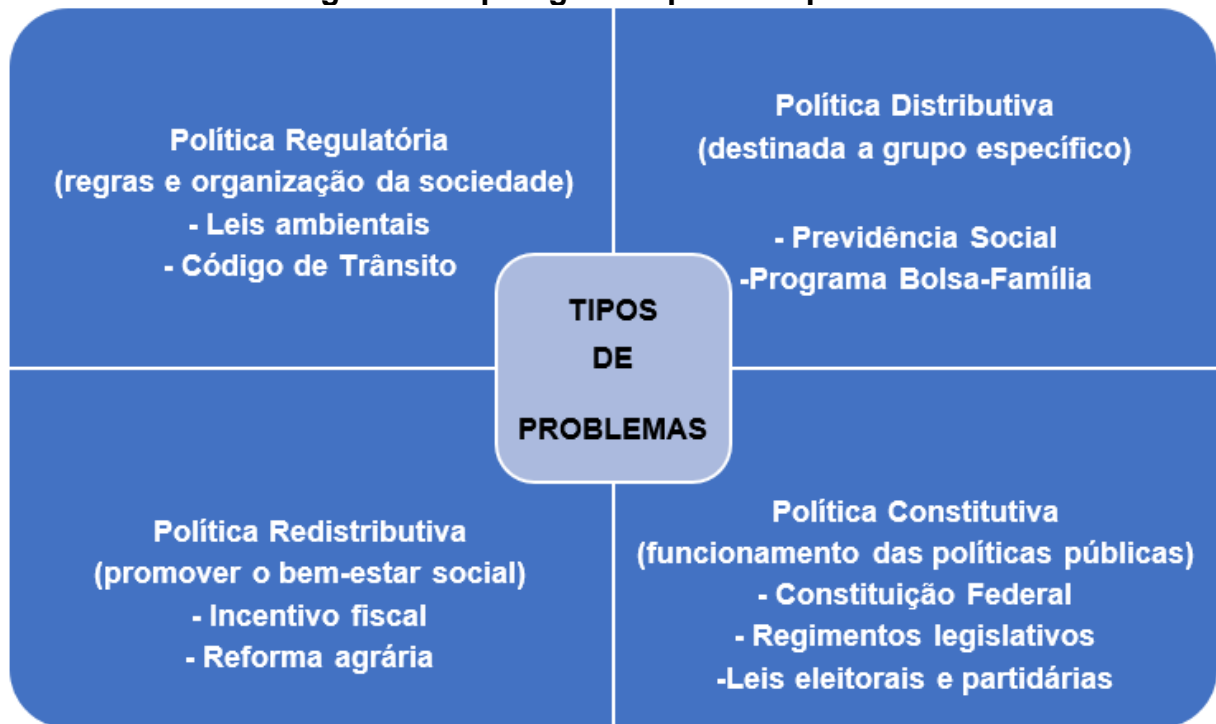 Política Regulatória
(regras e organização da sociedade)
- Leis ambientais
- Código de Trânsito
Política Distributiva
(destinada a grupo específico)
- Previdência Social
-Programa Bolsa-Família
TIPOS
DE
PROBLEMAS
Política Redistributiva
(promover o bem-estar social)
- Incentivo fiscal
- Reforma agrária
Política Constitutiva
(funcionamento das políticas públicas)
- Constituição Federal
- Regimentos legislativos
-Leis eleitorais e partidárias